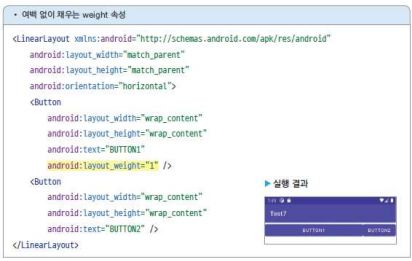 • 여백 없이 채우는 weight 속성
<LinearLayout xmlns:android="http://schemas.android.com/apk/res/android"
android:layout_width="match_parent"
android:layout_height="match_parent"
android:orientation="horizontal">
<Button
android:layout_width="wrap_content"
android:layout_height="wrap_content"
android:text="BUTTON1"
android:layout_weight="1" />
<Button
android:layout_width="wrap_content"
android:layout_height="wrap_content"
android:text="BUTTON2" />
</LinearLayout>
▶ 실행 결과
Test7
BUTTON1 BUTTON2